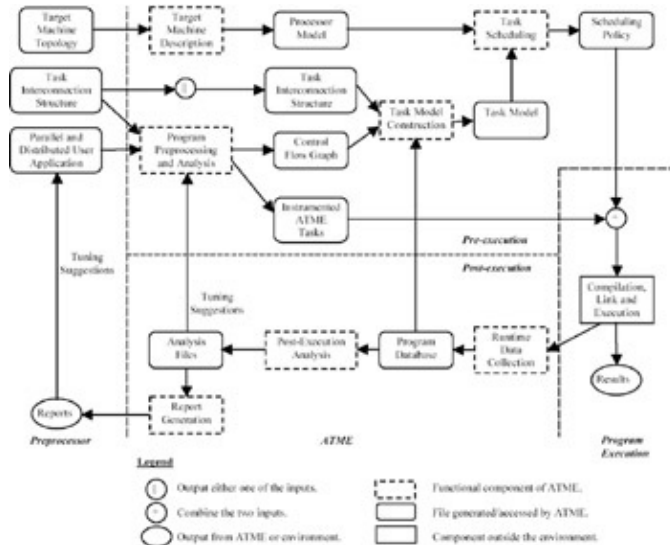 Target
Machine
Topology
Target
Machine
Description
Processor
Model
Task
Scheduling
Scheduling
Policy
Task
Interconnection
Structure
Task
Interconnection
Structure
Task Model
Construction
Task Model
Parallel and
Distributed User
Application
Program
Preprocessing
and Analysis
Control
Flow Graph
Instrumented
ATME
Tasks
Pre-execution
Post-execution
Tuning
Suggestions
Tuning
Suggestions
Compilation,
Link and
Execution
Analysis
Files
Post-Execution
Analysis
Program
Database
Runtime
Data
Collection
Results
Reports
Report
Generation
Preprocessor
ATME
Program
Execution
Legend
Output either one of the inputs.
Functional component of ATME.
Combine the two inputs.
File generated/accessed by ATME.
Output from ATME or environment.
Component outside the environment.